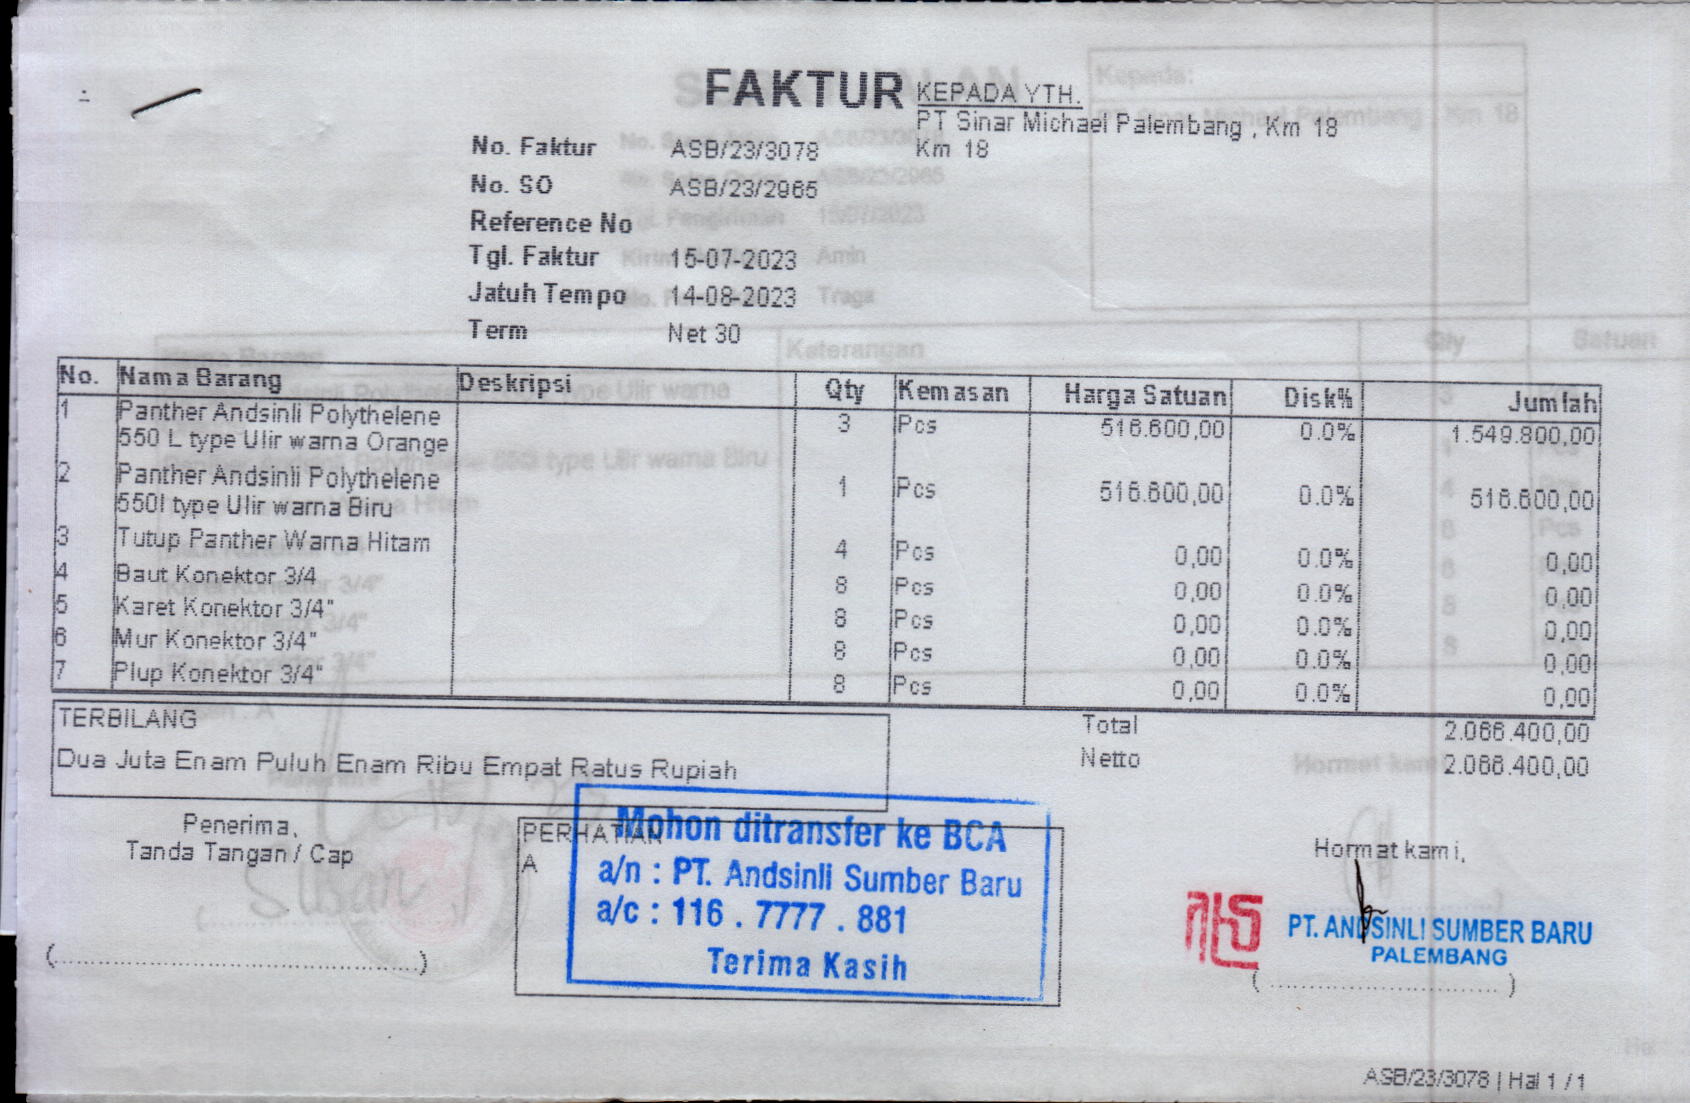 FAKTUR
KEPADA YTH.
PT Sinar Michael Palembang , Km 18
Km 18
No. Faktur ASB/23/3078
No. SO ASB/23/2965
Reference No
Tgl. Faktur 15-07-2023
Jatuh Tempo 14-08-2023
Term Net 30
No. Nama Barang Deskripsi Qty Kemasan Harga Satuan Disk% Jumlah
1 Panther Andsinli Polythelene 3 Pcs 516.600,00 0.0% 1.549.800,00
550 L type Ulir warna Orange
2 Panther Andsinli Polythelene 1 Pcs 516.600,00 0.0% 516.600,00
550l type Ulir warna Biru
3 Tutup Panther Warna Hitam 4 Pcs 0,00 0.0% 0,00
4 Baut Konektor 3/4 8 Pcs 0,00 0.0% 0,00
5 Karet Konektor 3/4" 8 Pcs 0,00 0.0% 0,00
6 Mur Konektor 3/4" 8 Pcs 0,00 0.0% 0,00
7 Plup Konektor 3/4" 8 Pcs 0,00 0.0% 0,00
TERBILANG
Dua Juta Enam Puluh Enam Ribu Empat Ratus Rupiah
Total 2.066.400,00
Netto 2.066.400,00
Penerima,
Tanda Tangan / Cap
PERHATIAN
A
Mohon ditransfer ke BCA
a/n : PT. Andsinli Sumber Baru
a/c : 116 . 7777 . 881
Terima Kasih
Hormat kami,
PT. ANDSINLI SUMBER BARU
PALEMBANG
ASB/23/3078 | Hal 1 / 1